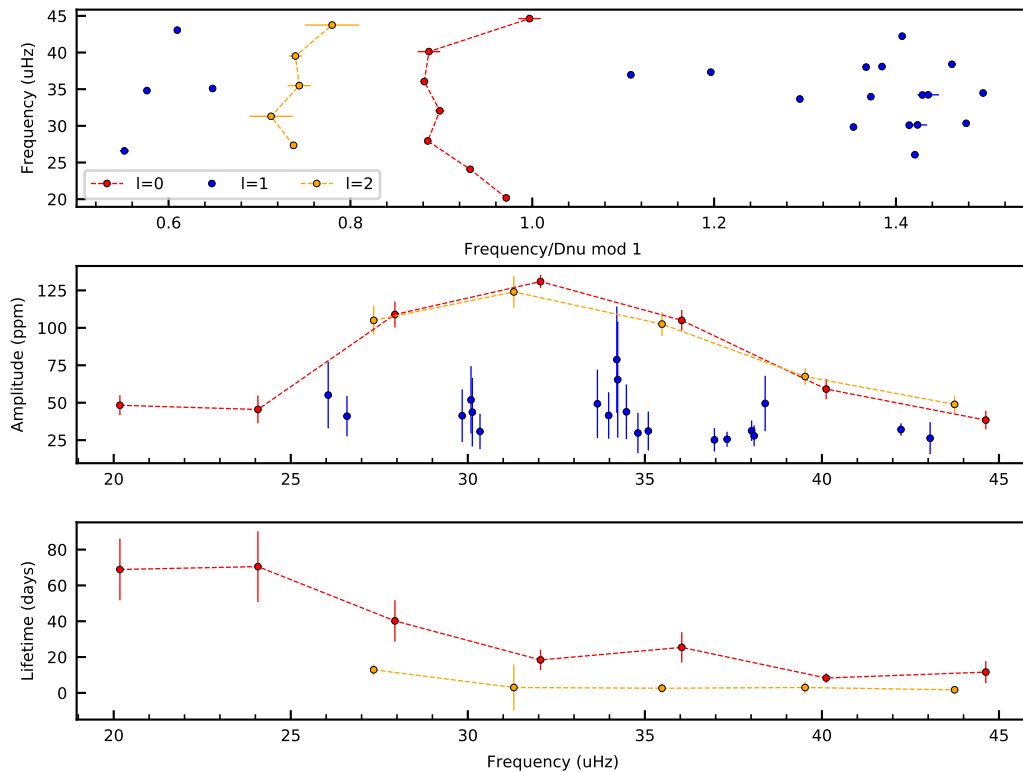 45
40
35
30
25
20
Frequency (uHz)
l=0 l=1 l=2
0.6 0.8 1.0 1.2 1.4
Frequency/Dnu mod 1
125
100
75
50
25
Amplitude (ppm)
20 25 30 35 40 45
80
60
40
20
0
Lifetime (days)
20 25 30 35 40 45
Frequency (uHz)